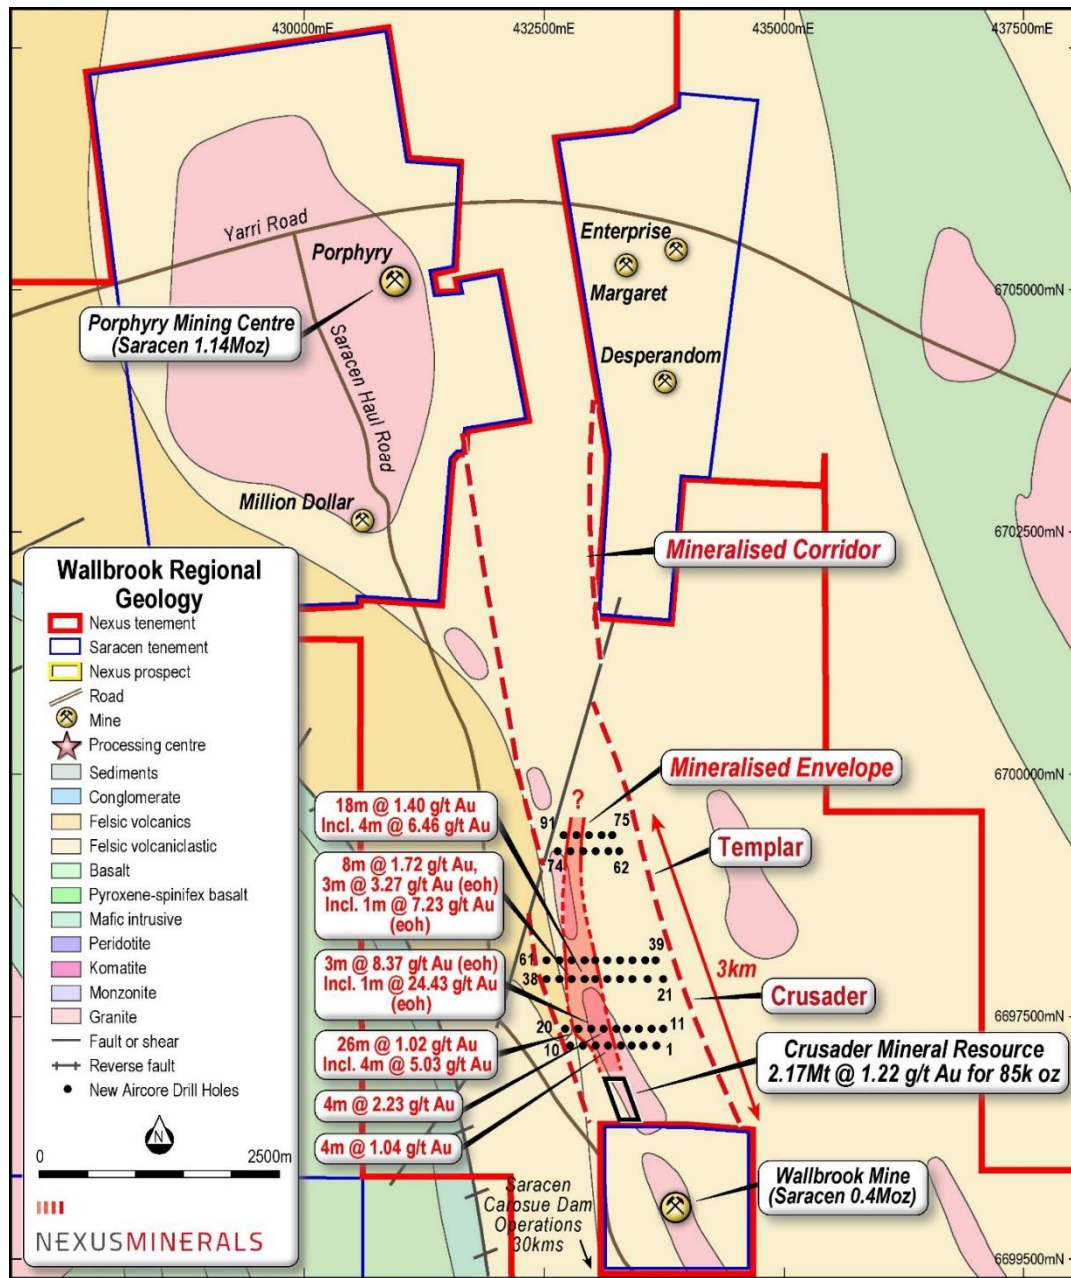 430000mE
432500mE
435000mE
437500mE
Yarri Road
Porphyry
Enterprise
Margaret
6705000mN
Porphyry Mining Centre
(Saracen 1.14Moz)
Saracen Haul Road
Desperandom
Million Dollar
6702500mN
Mineralised Corridor
Wallbrook Regional
Geology
Nexus tenement
Saracen tenement
Nexus prospect
Road
Mine
Processing centre
Sediments
Conglomerate
Felsic volcanics
Felsic volcaniclastic
Basalt
Pyroxene-spinifex basalt
Mafic intrusive
Peridotite
Komatite
Monzonite
Granite
Fault or shear
Reverse fault
New Aircore Drill Holes
N
0
2500m
NEXUSMINERALS
Mineralised Envelope
6700000mN
?
18m @ 1.40 g/t Au
Incl. 4m @ 6.46 g/t Au
91
75
74
62
Templar
8m @ 1.72 g/t Au,
3m @ 3.27 g/t Au (eoh)
Incl. 1m @ 7.23 g/t Au
(eoh)
61
39
38
21
3km
3m @ 8.37 g/t Au (eoh)
Incl. 1m @ 24.43 g/t Au
(eoh)
Crusader
6697500mN
20
11
10
1
26m @ 1.02 g/t Au
Incl. 4m @ 5.03 g/t Au
Crusader Mineral Resource
2.17Mt @ 1.22 g/t Au for 85k oz
4m @ 2.23 g/t Au
4m @ 1.04 g/t Au
Saracen
Carosue Dam
Operations
30kms
Wallbrook Mine
(Saracen 0.4Moz)
6699500mN